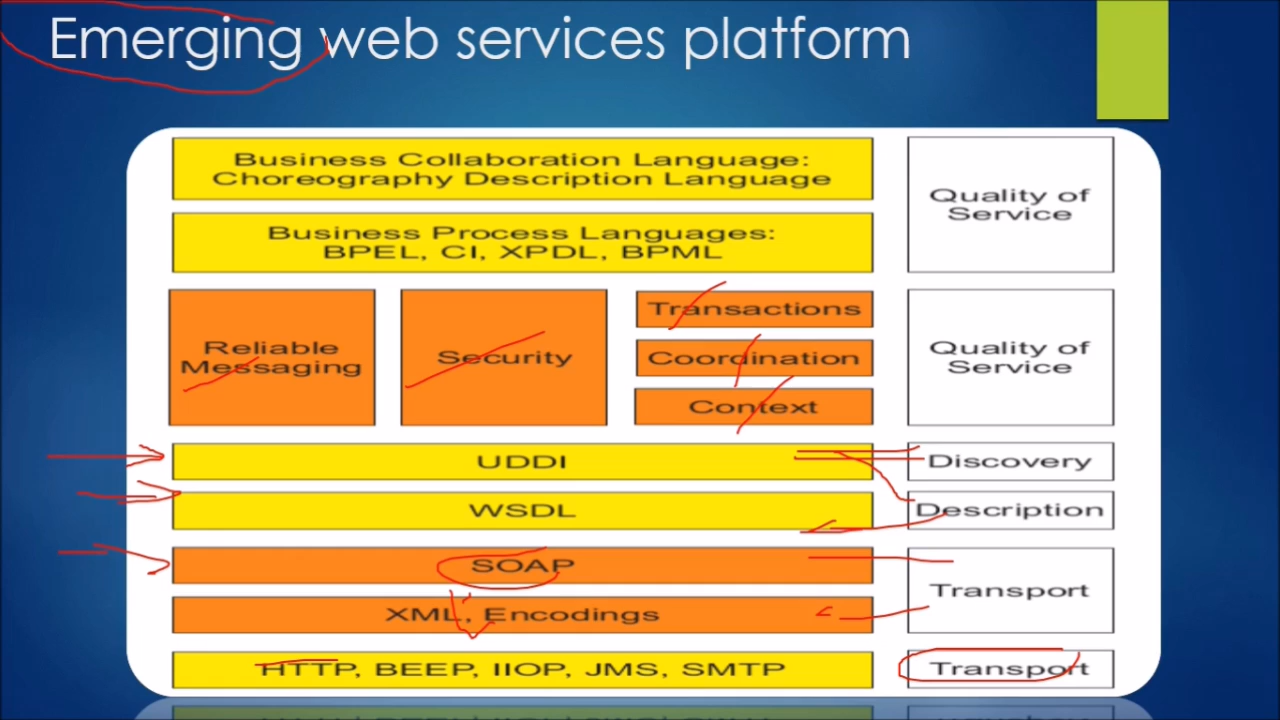 Emerging web services platform
Business Collaboration Language:
Choreography Description Language
Quality of
Service
Business Process Languages:
BPEL, CI, XPDL, BPML
Reliable
Messaging
Security
Transactions
Coordination
Context
Quality of
Service
UDDI
Discovery
WSDL
Description
SOAP
XML, Encodings
Transport
HTTP, BEEP, IIOP, JMS, SMTP
Transport